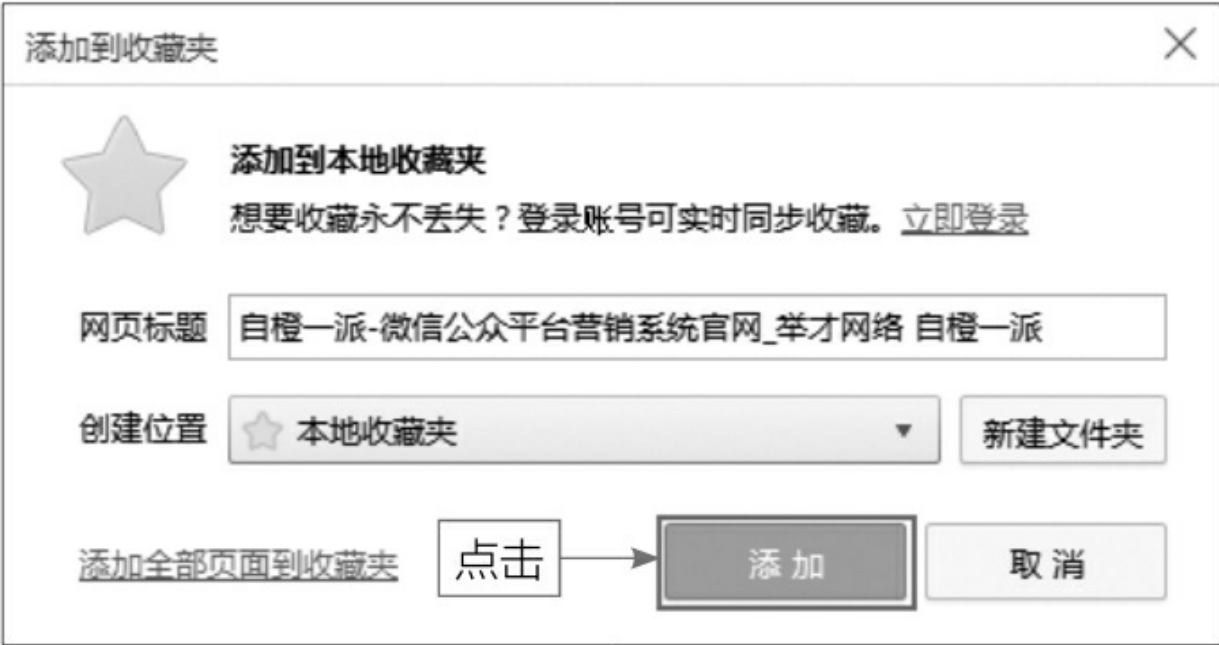 添加到收藏夹
添加到本地收藏夹
想要收藏永不丢失？登录账号可实时同步收藏。立即登录
网页标题 自橙一派-微信公众平台营销系统官网_举才网络 自橙一派
创建位置 本地收藏夹 新建文件夹
添加全部页面到收藏夹 点击 添加 取消